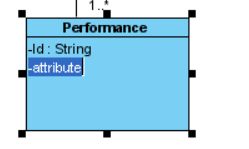 1..*
Performance
-Id : String
-attribute